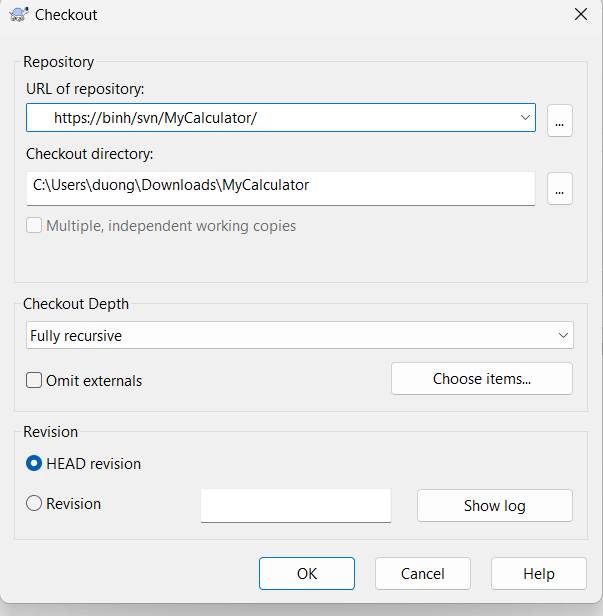 Checkout
Repository
URL of repository:
https://binh/svn/MyCalculator/
...
Checkout directory:
C:\Users\duong\Downloads\MyCalculator
...
Multiple, independent working copies
Checkout Depth
Fully recursive
Omit externals
Choose items...
Revision
HEAD revision
Revision
Show log
OK
Cancel
Help